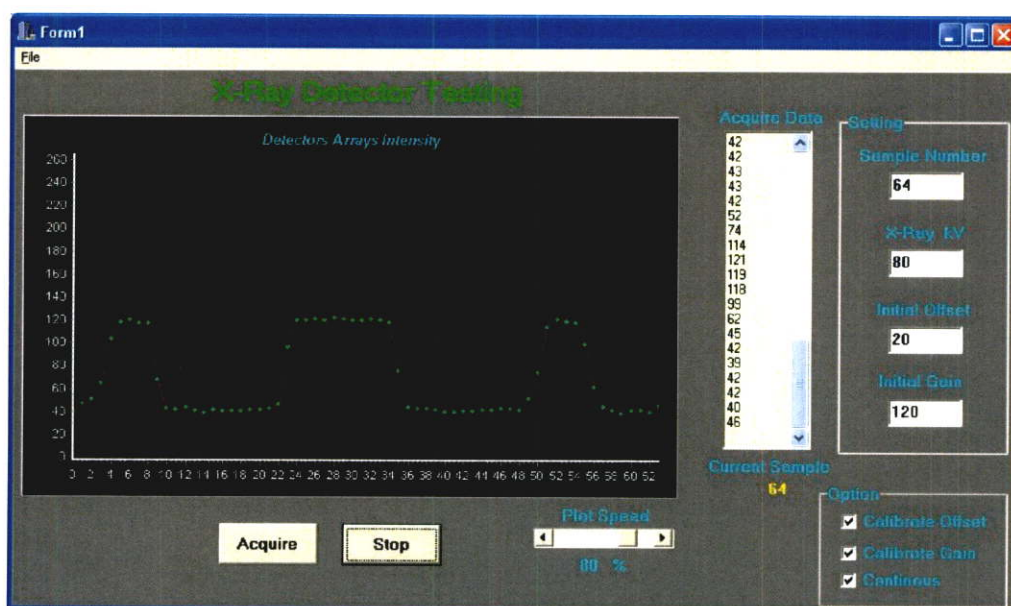 Form1
File
X-Ray Detector Testing
Detectors Arrays Intensity
260
240
220
200
180
160
140
120
100
80
60
40
20
0
0 2 4 6 8 10 12 14 16 18 20 22 24 26 28 30 32 34 36 38 40 42 44 46 48 50 52 54 56 58 60 62
Acquire
Stop
Plot Speed
80 %
Acquire Data
42
42
43
43
42
52
74
114
121
119
118
99
62
45
42
39
42
42
40
46
Current Sample
64
Setting
Sample Number
64
X-Ray kV
80
Initial Offset
20
Initial Gain
120
Option
Calibrate Offset
Calibrate Gain
Continous